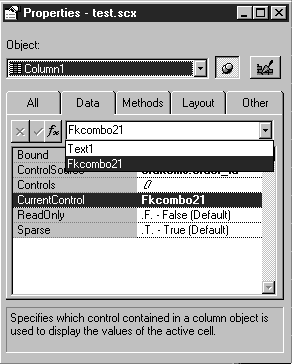 Properties - test.scx
Object:
Column1
All Data Methods Layout Other
fx Fkcombo21
Text1
Fkcombo21
Bound
ControlSource
Controls
CurrentControl Fkcombo21
ReadOnly .F. - False (Default)
Sparse .T. - True (Default)
Specifies which control contained in a column object is
used to display the values of the active cell.